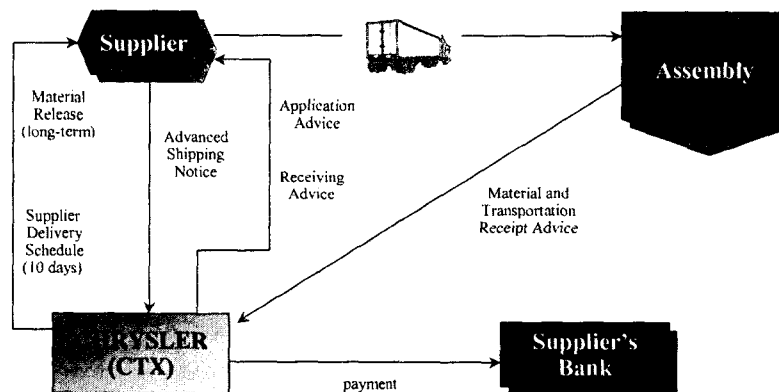 Supplier
Assembly
Material
Release
(long-term)
Application
Advice
Advanced
Shipping
Notice
Receiving
Advice
Supplier
Delivery
Schedule
(10 days)
Material and
Transportation
Receipt Advice
CHRYSLER
(CTX)
Supplier's
Bank
payment